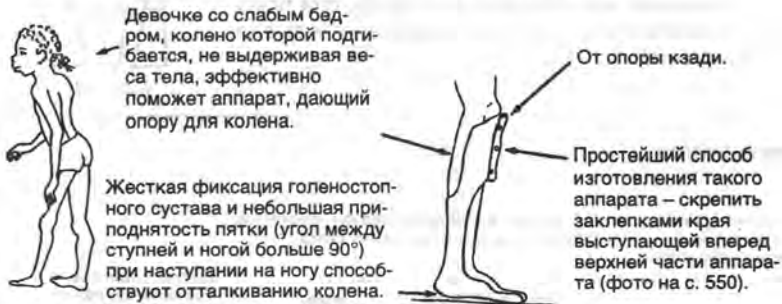 Девочке со слабым бед-
ром, колено которой подги-
бается, не выдерживая ве-
са тела, эффективно
поможет аппарат, дающий
опору для колена.
Жесткая фиксация голеностоп-
ного сустава и небольшая при-
поднятость пятки (угол между
ступней и ногой больше 90°)
при наступании на ногу способ-
ствуют отталкиванию колена.
От опоры кзади.
Простейший способ
изготовления такого
аппарата – скрепить
заклепками края
выступающей вперед
верхней части аппара-
та (фото на с. 550).